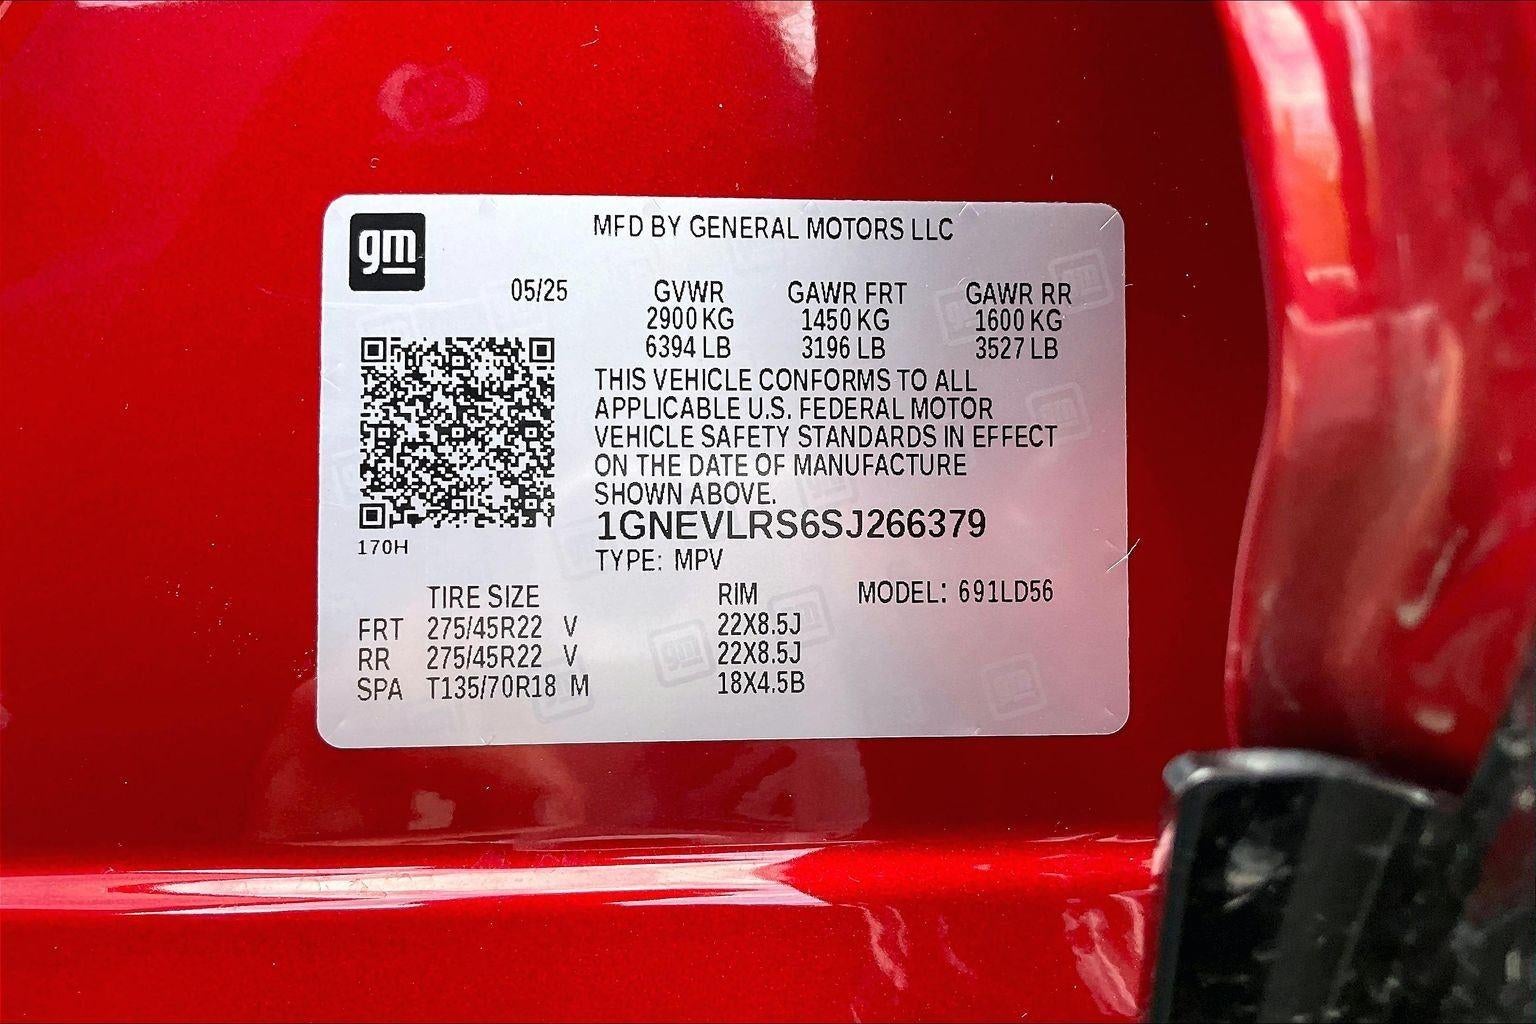 gm
MFD BY GENERAL MOTORS LLC
05/25 GVWR GAWR FRT GAWR RR
2900 KG 1450 KG 1600 KG
6394 LB 3196 LB 3527 LB
THIS VEHICLE CONFORMS TO ALL
APPLICABLE U.S. FEDERAL MOTOR
VEHICLE SAFETY STANDARDS IN EFFECT
ON THE DATE OF MANUFACTURE
SHOWN ABOVE.
1GNEVLRS6SJ266379
170H
TYPE: MPV
TIRE SIZE RIM MODEL: 691LD56
FRT 275/45R22 V 22X8.5J
RR 275/45R22 V 22X8.5J
SPA T135/70R18 M 18X4.5B